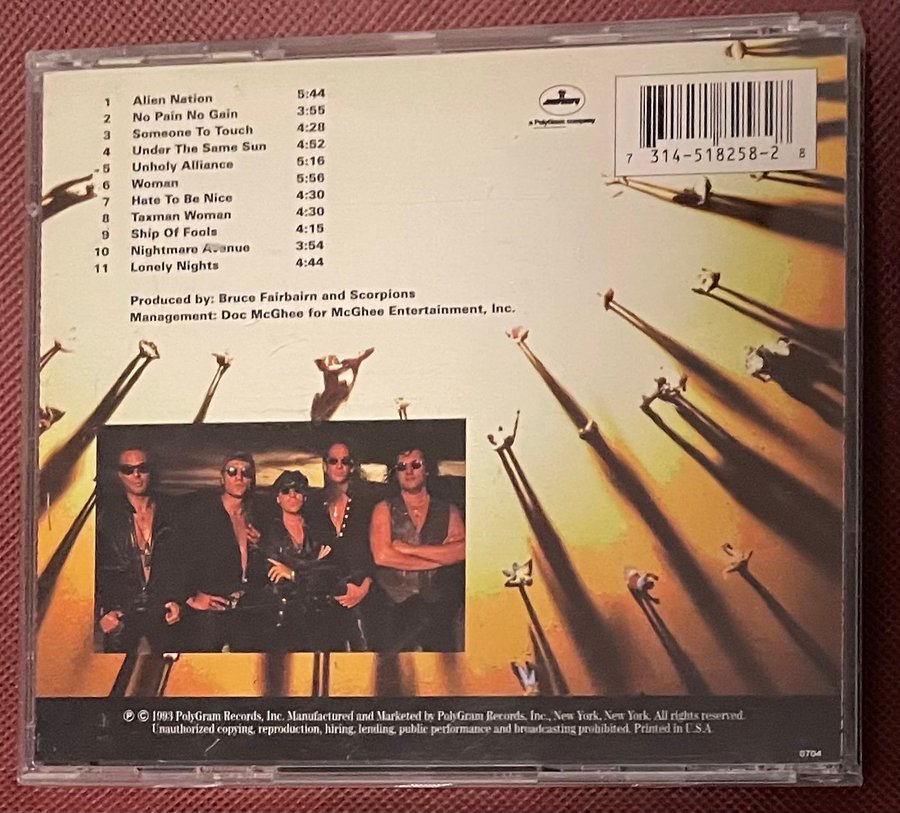 1 Alien Nation 5:44
2 No Pain No Gain 3:55
3 Someone To Touch 4:28
4 Under The Same Sun 4:52
5 Unholy Alliance 5:16
6 Woman 5:56
7 Hate To Be Nice 4:30
8 Taxman Woman 4:30
9 Ship Of Fools 4:15
10 Nightmare Avenue 3:54
11 Lonely Nights 4:44
Produced by: Bruce Fairbairn and Scorpions
Management: Doc McGhee for McGhee Entertainment, Inc.
mercury
a PolyGram company
7 314-518258-2 8
℗ © 1993 PolyGram Records, Inc. Manufactured and Marketed by PolyGram Records, Inc., New York, New York. All rights reserved.
Unauthorized copying, reproduction, hiring, lending, public performance and broadcasting prohibited. Printed in U.S.A.
0704